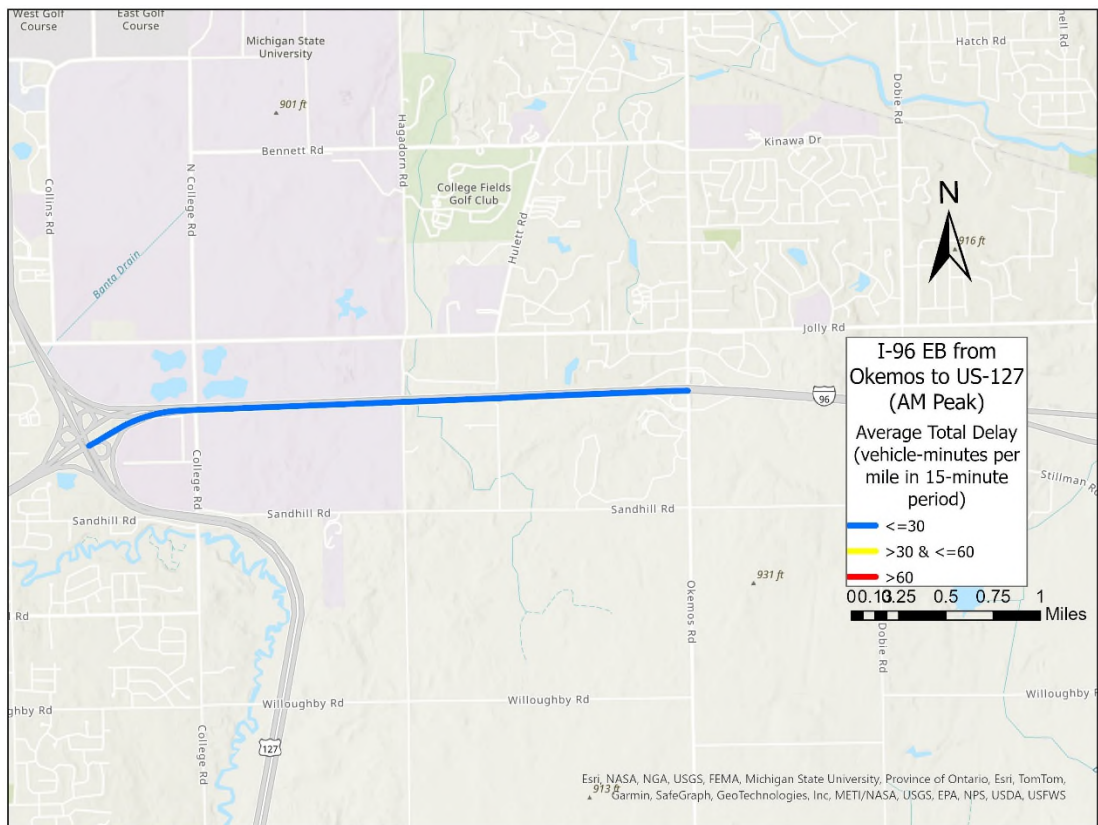 West Golf
Course
East Golf
Course
Michigan State
University
Hatch Rd
Dobie Rd
901 ft
Hagadorn Rd
Kinawa Dr
Bennett Rd
N College Rd
Collins Rd
College Fields
Golf Club
Hulett Rd
N
916 ft
Banta Drain
Jolly Rd
I-96 EB from
Okemos to US-127
(AM Peak)
Average Total Delay
(vehicle-minutes per
mile in 15-minute
period)
<=30
>30 & <=60
>60
96
College Rd
Stillman Rd
Sandhill Rd
Sandhill Rd
Sandhill Rd
931 ft
Okemos Rd
0 0.13 0.25 0.5 0.75 1
Miles
Dobie Rd
Willoughby Rd
Willoughby Rd
Willoughby R
ghby Rd
College Rd
127
913 ft
Esri, NASA, NGA, USGS, FEMA, Michigan State University, Province of Ontario, Esri, TomTom,
Garmin, SafeGraph, GeoTechnologies, Inc, METI/NASA, USGS, EPA, NPS, USDA, USFWS